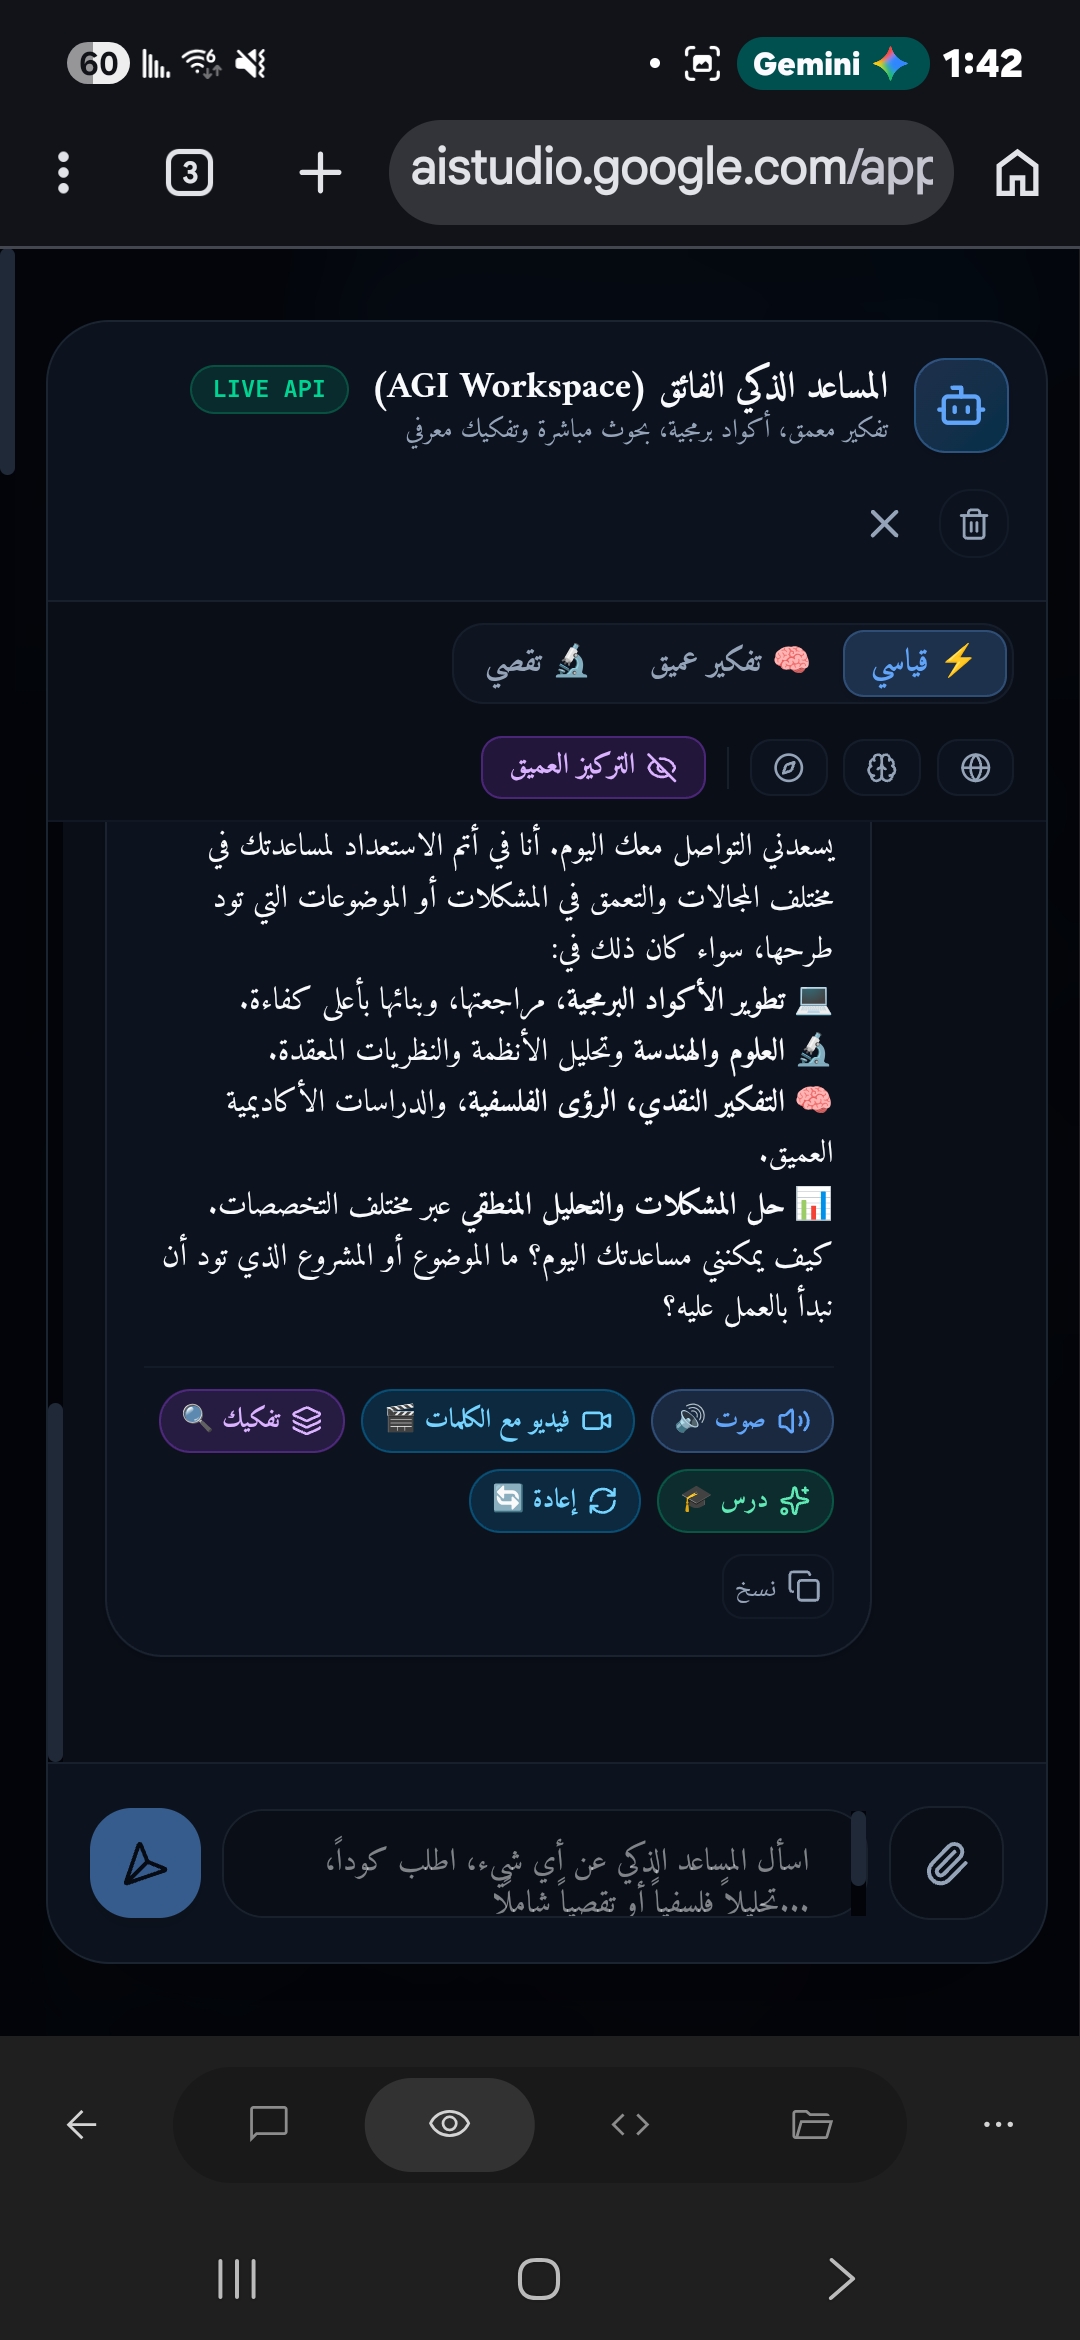 60
Gemini
1:42
3
aistudio.google.com/app
المساعد الذكي الفائق (AGI Workspace)
LIVE API
تفكير معمق، أكواد برمجية، بحوث مباشرة وتفكيك معرفي
⚡ قياسي
🧠 تفكير عميق
🔬 تقصي
التركيز العميق
يسعدني التواصل معك اليوم. أنا في أتم الاستعداد لمساعدتك في
مختلف المجالات والتعمق في المشكلات أو الموضوعات التي تود
طرحها، سواء كان ذلك في:
💻 تطوير الأكواد البرمجية، مراجعتها، وبنائها بأعلى كفاءة.
🔬 العلوم والهندسة وتحليل الأنظمة والنظريات المعقدة.
🧠 التفكير النقدي، الرؤى الفلسفية، والدراسات الأكاديمية
العميق.
📊 حل المشكلات والتحليل المنطقي عبر مختلف التخصصات.
كيف يمكنني مساعدتك اليوم؟ ما الموضوع أو المشروع الذي تود أن
نبدأ بالعمل عليه؟
صوت 🔊
فيديو مع الكلمات 🎬
تفكيك 🔍
درس 🎓
إعادة 🔄
نسخ
اسأل المساعد الذكي عن أي شيء، اطلب كوداً،
تحليلاً فلسفياً أو تقصياً شاملاً...